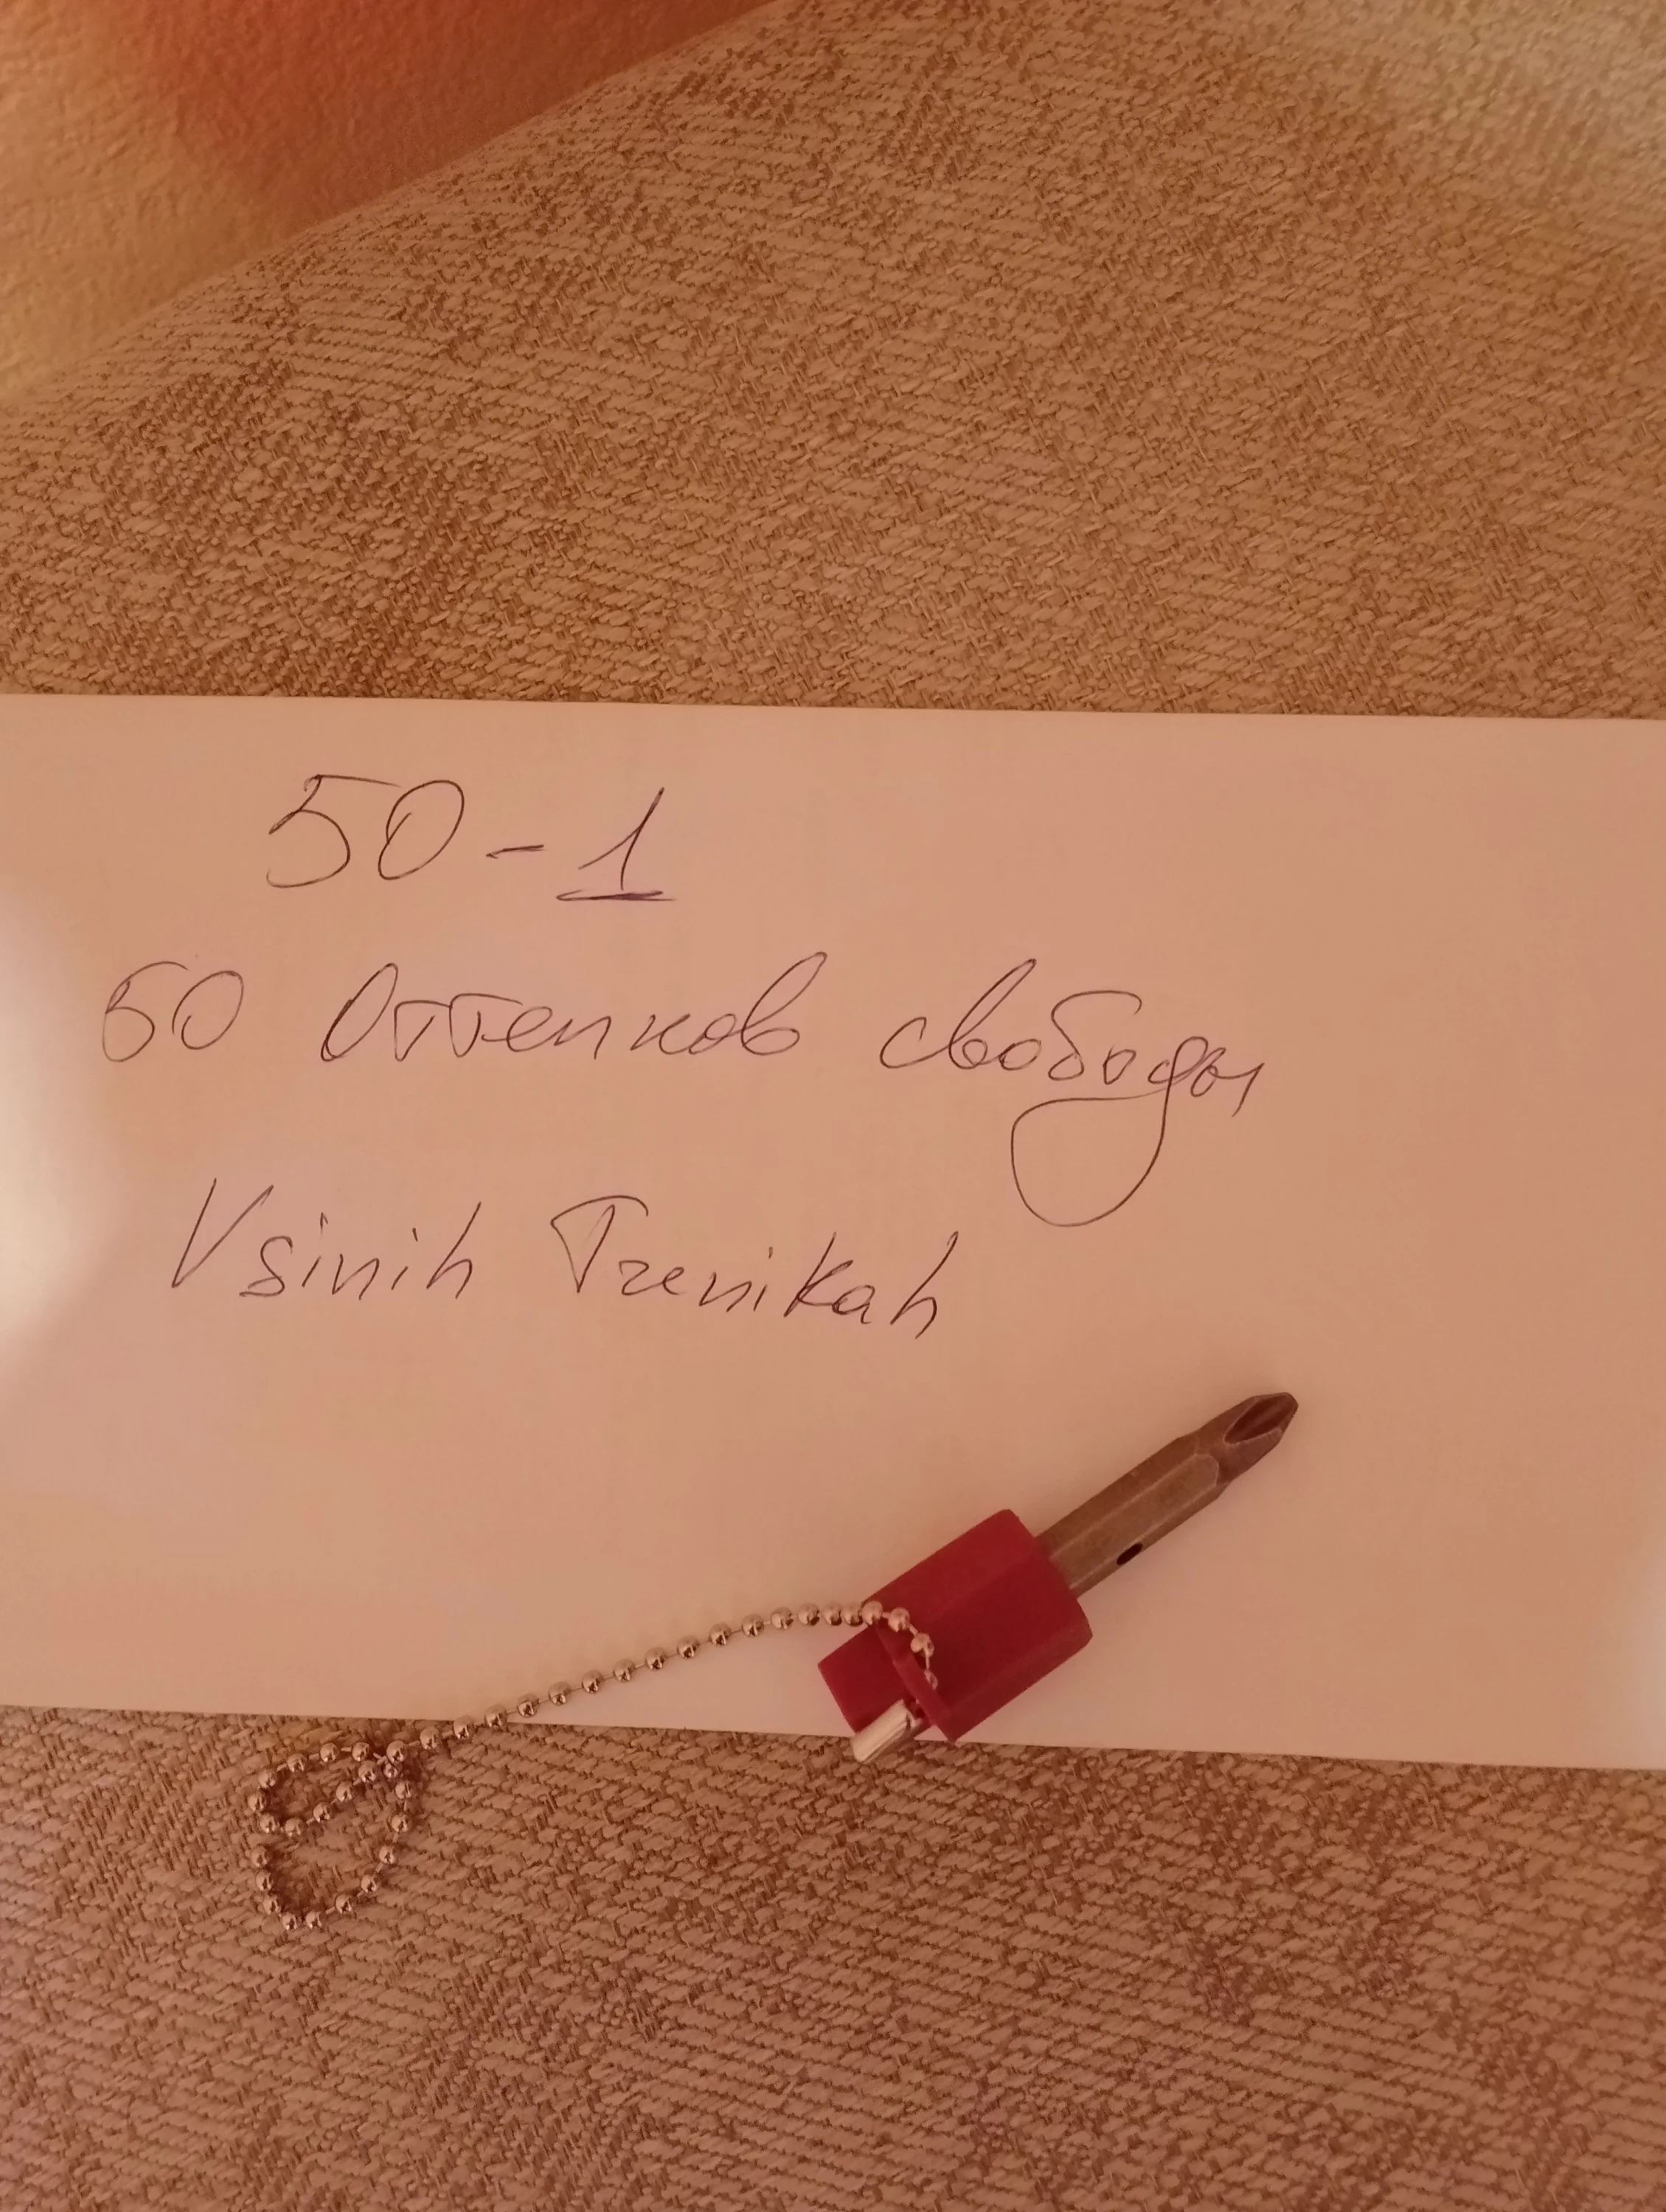 50-1
50 Оттенков свободы
Vsinih Trenikah